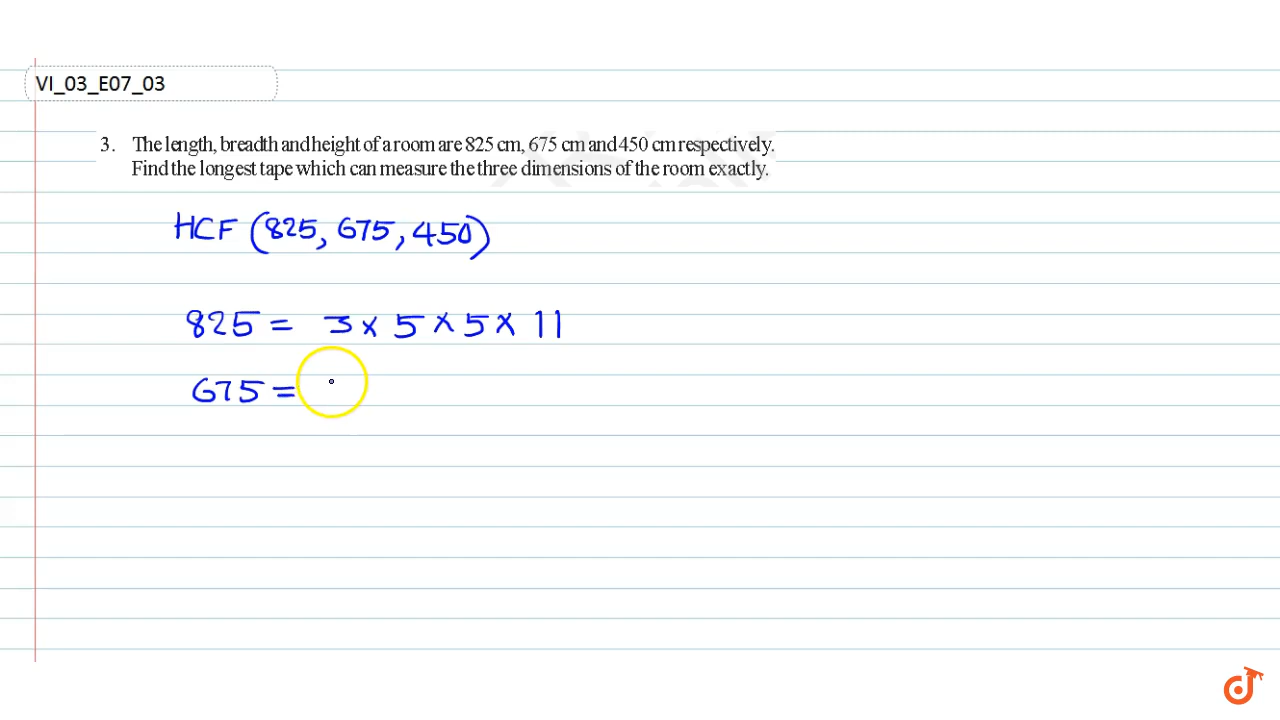 VI_03_E07_03
3. The length, breadth and height of a room are 825 cm, 675 cm and 450 cm respectively.
Find the longest tape which can measure the three dimensions of the room exactly.
HCF (825, 675, 450)
825 = 3 × 5 × 5 × 11
675 =